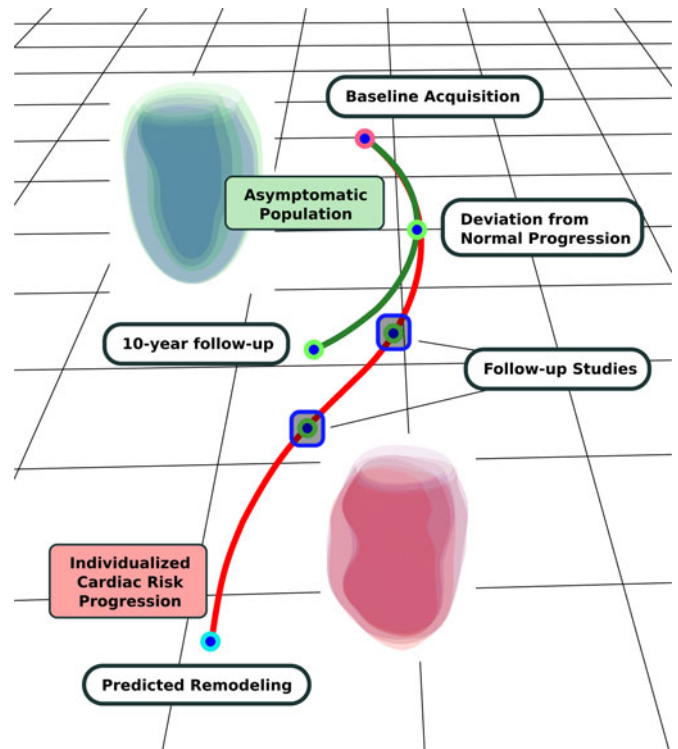 Baseline Acquisition
Asymptomatic
Population
Deviation from
Normal Progression
10-year follow-up
Follow-up Studies
Individualized
Cardiac Risk
Progression
Predicted Remodeling